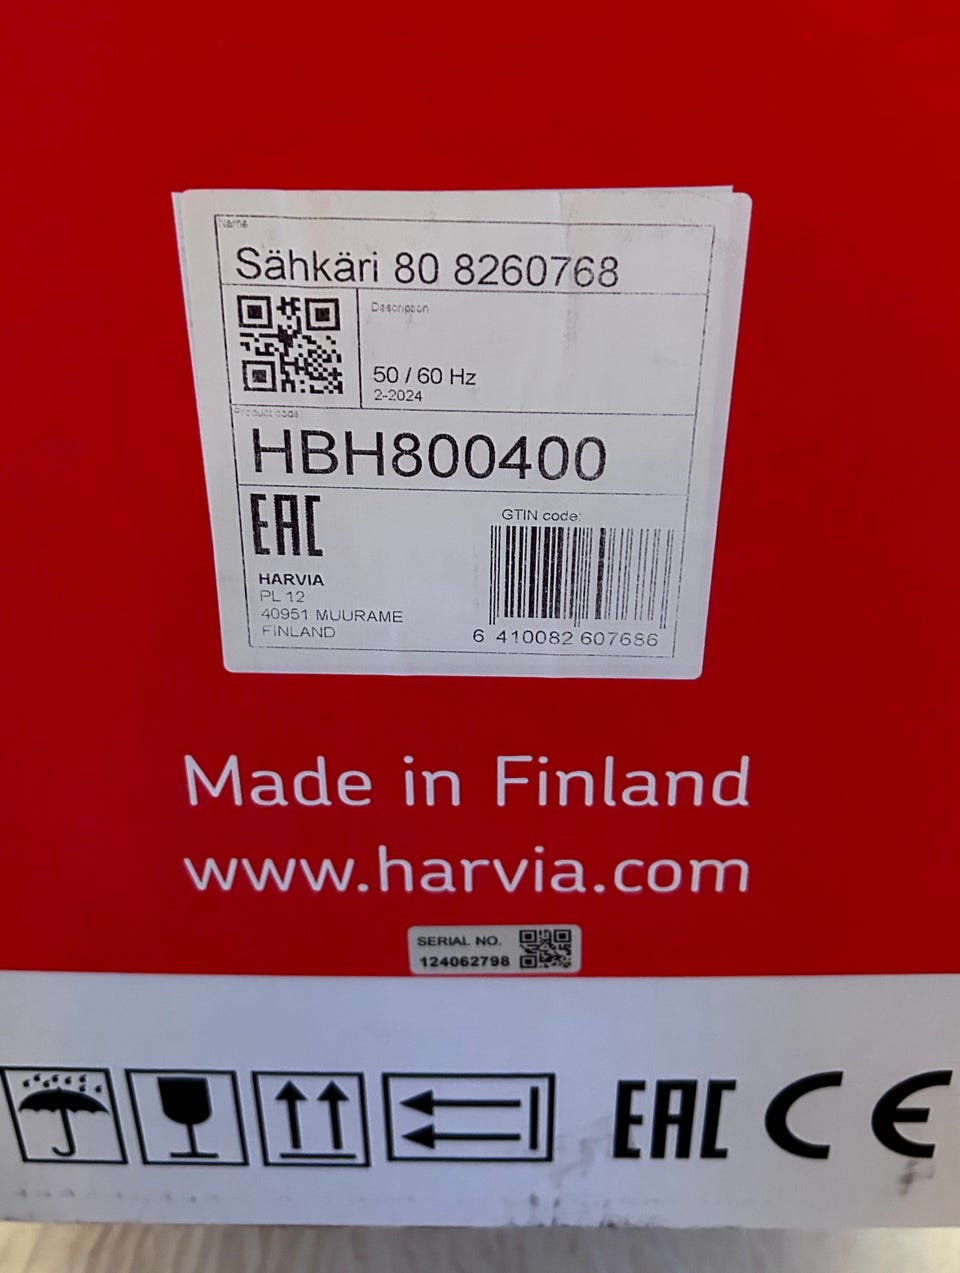 Name
Sähkäri 80 8260768
Description
50 / 60 Hz
2-2024
Product code
HBH800400
EAC
GTIN code:
HARVIA
PL 12
40951 MUURAME
FINLAND
6 410082 607686
Made in Finland
www.harvia.com
SERIAL NO.
124062798
EAC CE